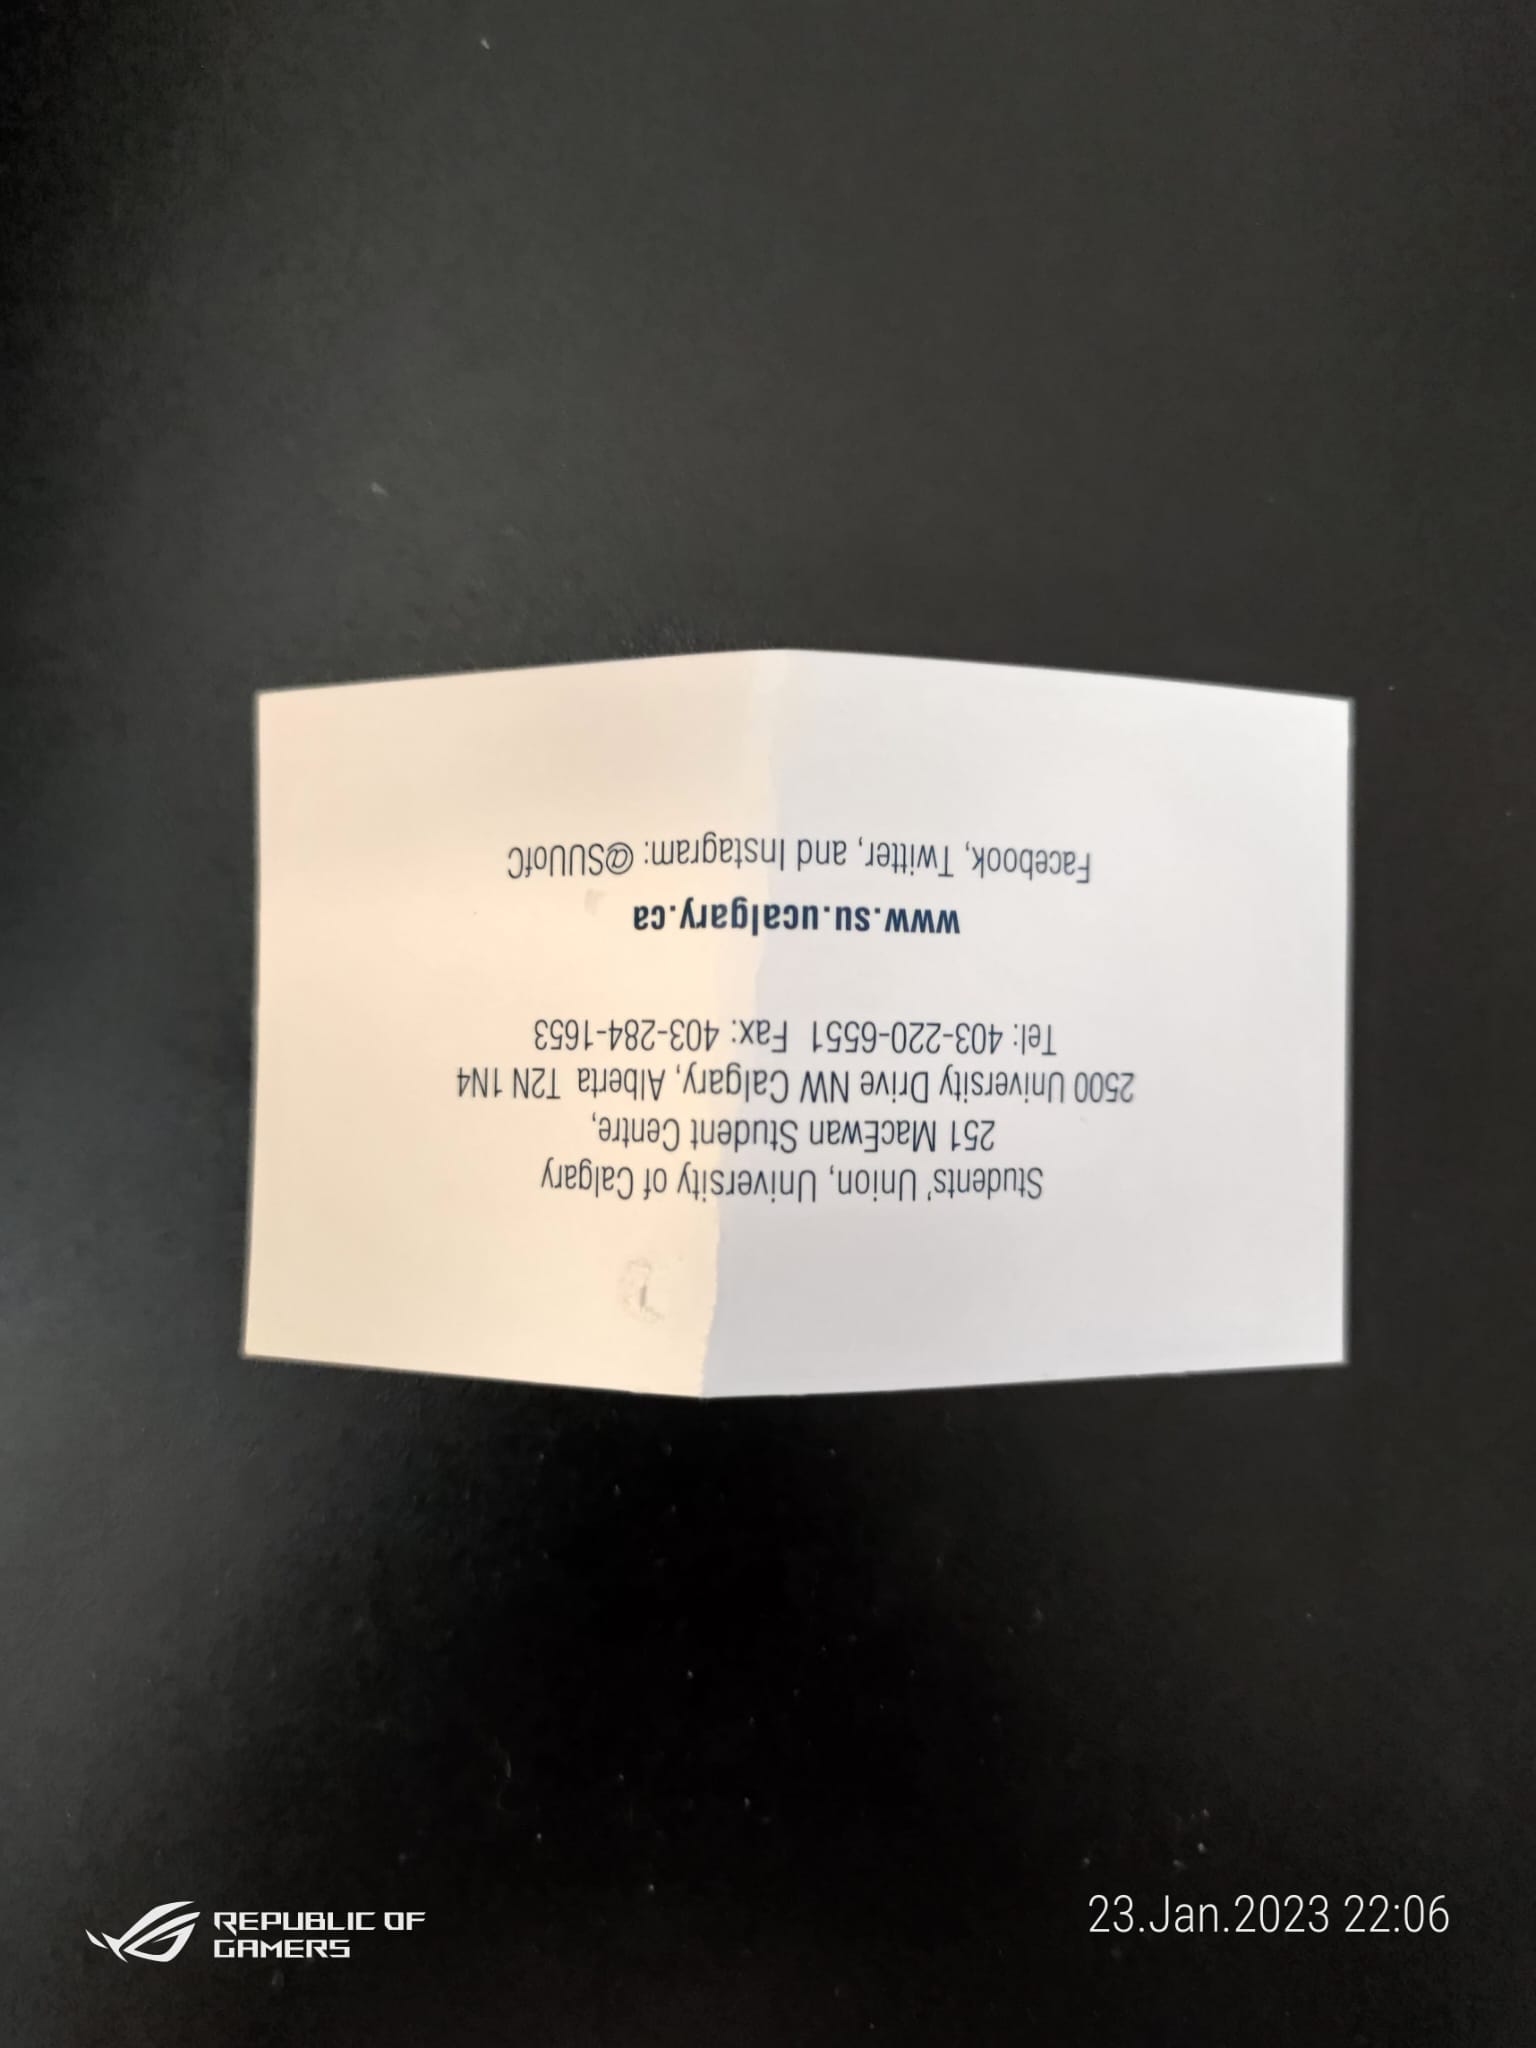 Students' Union, University of Calgary
251 MacEwan Student Centre,
2500 University Drive NW Calgary, Alberta T2N 1N4
Tel: 403-220-6551 Fax: 403-284-1653
www.su.ucalgary.ca
Facebook, Twitter, and Instagram: @SUUofC
REPUBLIC OF
GAMERS
23.Jan.2023 22:06